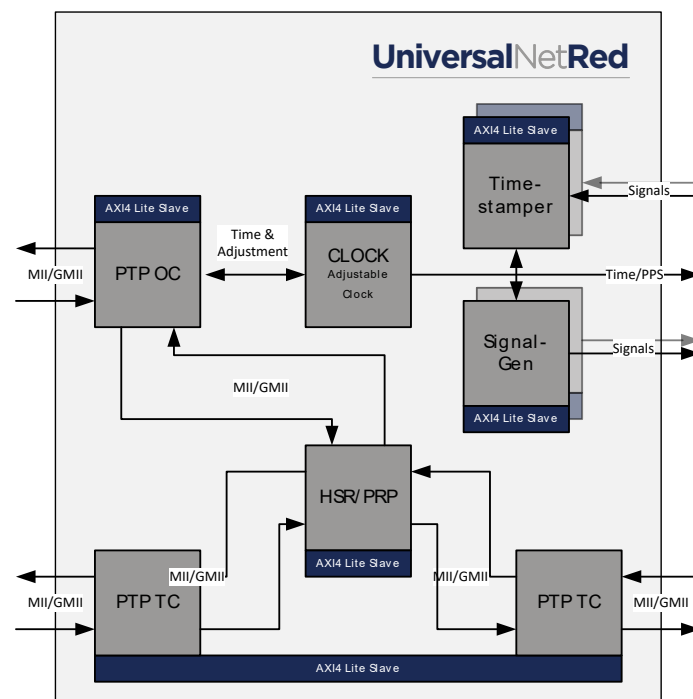 UniversalNetRed
AXI4 Lite Slave
Time-
stamper
Signals
AXI4 Lite Slave
PTP OC
MII/GMII
Time &
Adjustment
AXI4 Lite Slave
CLOCK
Adjustable
Clock
Time/PPS
Signal-
Gen
AXI4 Lite Slave
Signals
MII/GMII
HSR/PRP
AXI4 Lite Slave
PTP TC
MII/GMII
MII/GMII
MII/GMII
PTP TC
MII/GMII
AXI4 Lite Slave